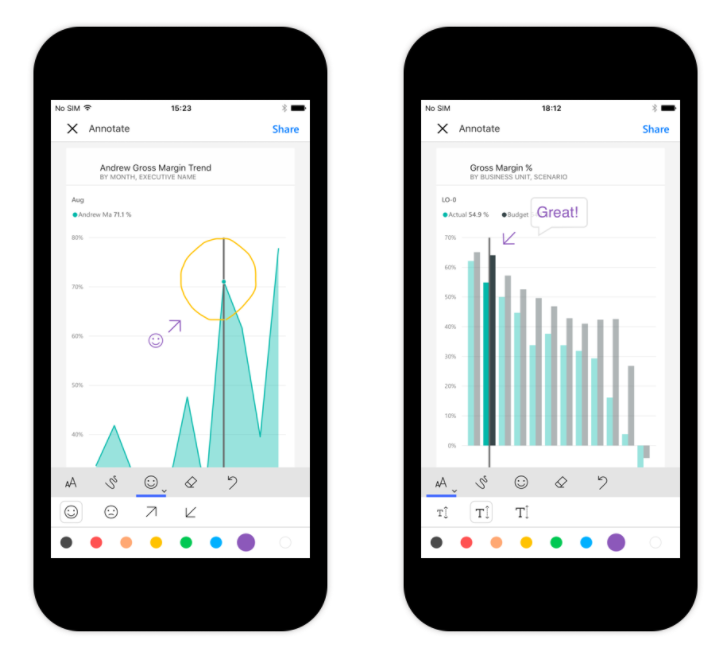 No SIM
15:23
Annotate
Share
Andrew Gross Margin Trend
BY MONTH, EXECUTIVE NAME
Aug
Andrew Ma 71.1 %
80%
70%
60%
50%
40%
AA
No SIM
18:12
Annotate
Share
Gross Margin %
BY BUSINESS UNIT, SCENARIO
LO-0
Actual 54.9 %
Budget
Great!
70%
60%
50%
40%
30%
20%
10%
0%
AA
T
T
T